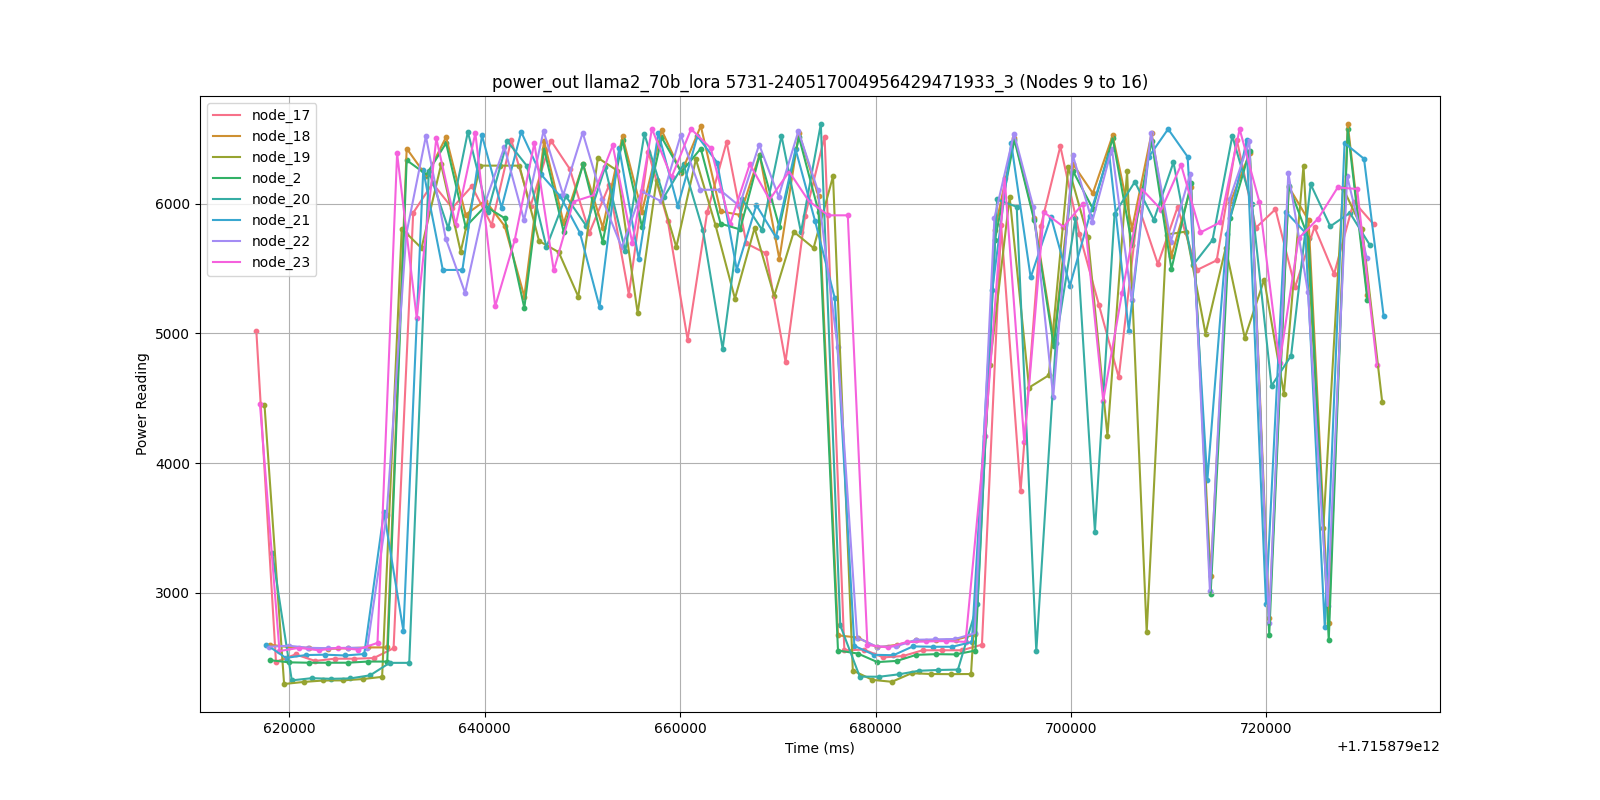 power_out llama2_70b_lora 5731-240517004956429471933_3 (Nodes 9 to 16)
node_17
node_18
node_19
node_2
node_20
node_21
node_22
node_23
6000
5000
4000
3000
Power Reading
620000 640000 660000 680000 700000 720000
Time (ms)
+1.715879e12